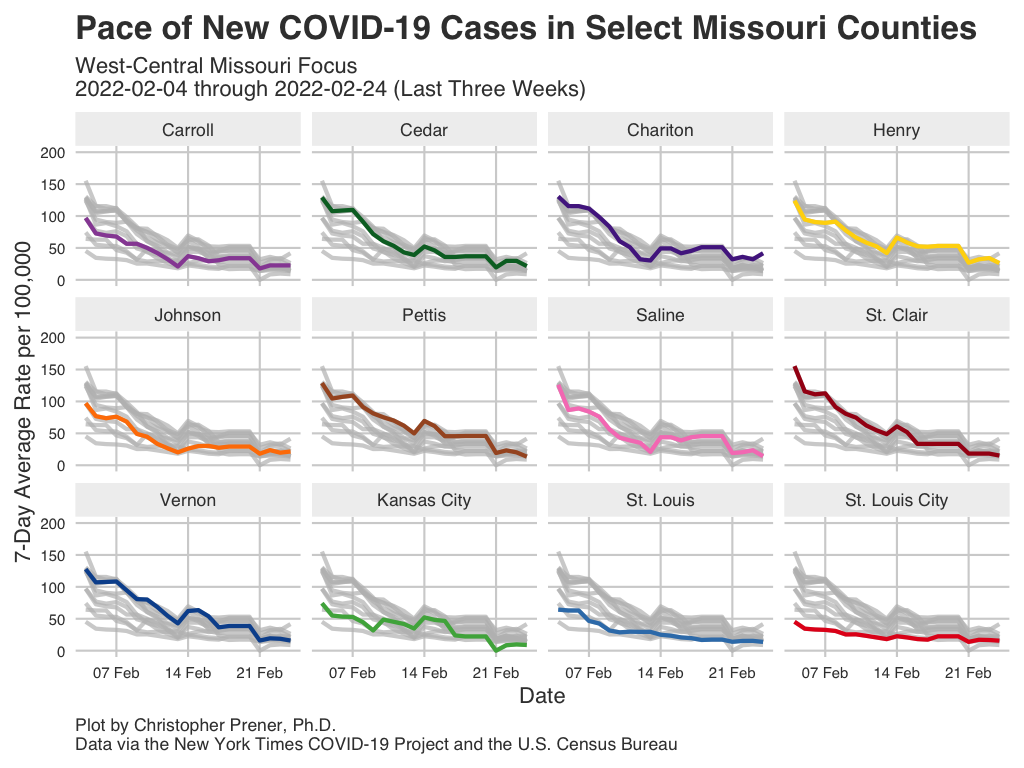 Pace of New COVID-19 Cases in Select Missouri Counties
West-Central Missouri Focus
2022-02-04 through 2022-02-24 (Last Three Weeks)
Carroll
Cedar
Chariton
Henry
200
150
100
50
0
Johnson
Pettis
Saline
St. Clair
200
150
100
50
0
Vernon
Kansas City
St. Louis
St. Louis City
200
150
100
50
0
7-Day Average Rate per 100,000
07 Feb 14 Feb 21 Feb
07 Feb 14 Feb 21 Feb
07 Feb 14 Feb 21 Feb
07 Feb 14 Feb 21 Feb
Date
Plot by Christopher Prener, Ph.D.
Data via the New York Times COVID-19 Project and the U.S. Census Bureau